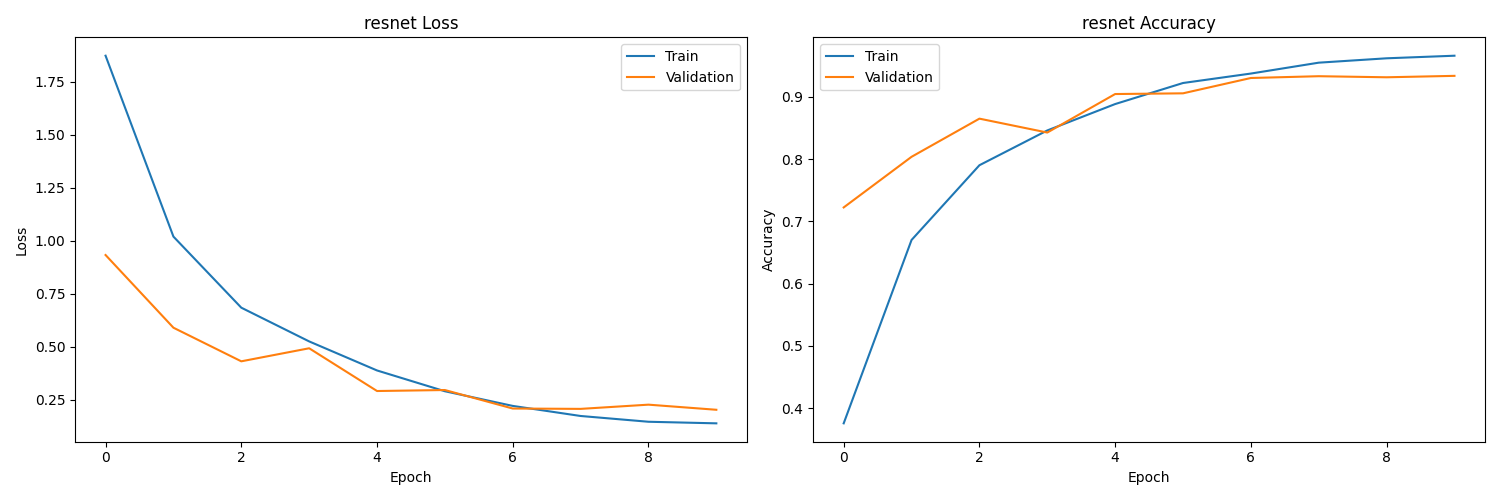 resnet Loss
Train
Validation
1.75
1.50
1.25
1.00
0.75
0.50
0.25
Loss
0 2 4 6 8
Epoch
resnet Accuracy
Train
Validation
0.9
0.8
0.7
0.6
0.5
0.4
Accuracy
0 2 4 6 8
Epoch